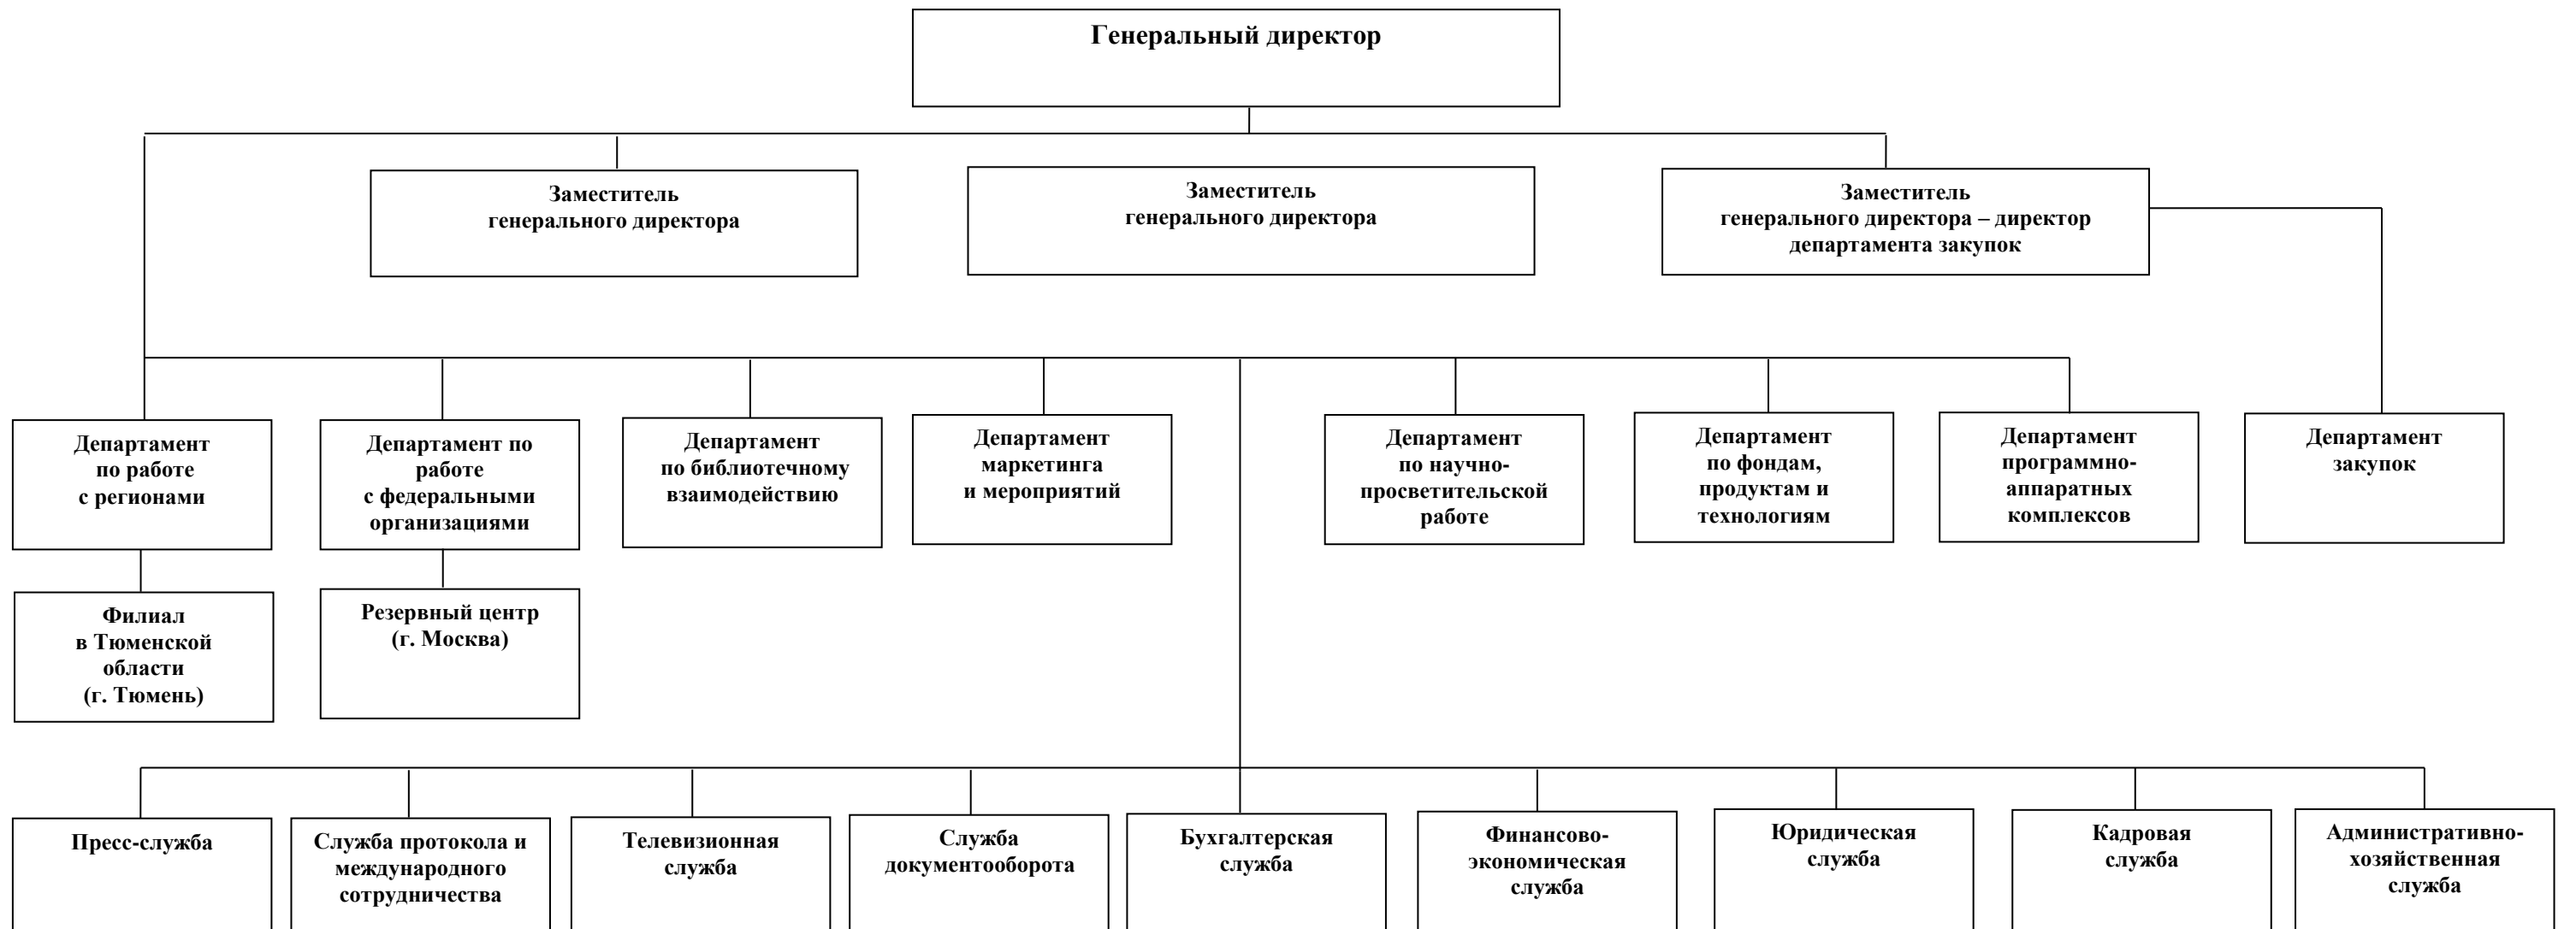 Генеральный директор
Заместитель
генерального директора
Заместитель
генерального директора
Заместитель
генерального директора – директор
департамента закупок
Департамент
по работе
с регионами
Департамент по
работе
с федеральными
организациями
Департамент
по библиотечному
взаимодействию
Департамент
маркетинга
и мероприятий
Департамент
по научно-
просветительской
работе
Департамент
по фондам,
продуктам и
технологиям
Департамент
программно-
аппаратных
комплексов
Департамент
закупок
Филиал
в Тюменской
области
(г. Тюмень)
Резервный центр
(г. Москва)
Пресс-служба
Служба протокола и
международного
сотрудничества
Телевизионная
служба
Служба
документооборота
Бухгалтерская
служба
Финансово-
экономическая
служба
Юридическая
служба
Кадровая
служба
Административно-
хозяйственная
служба